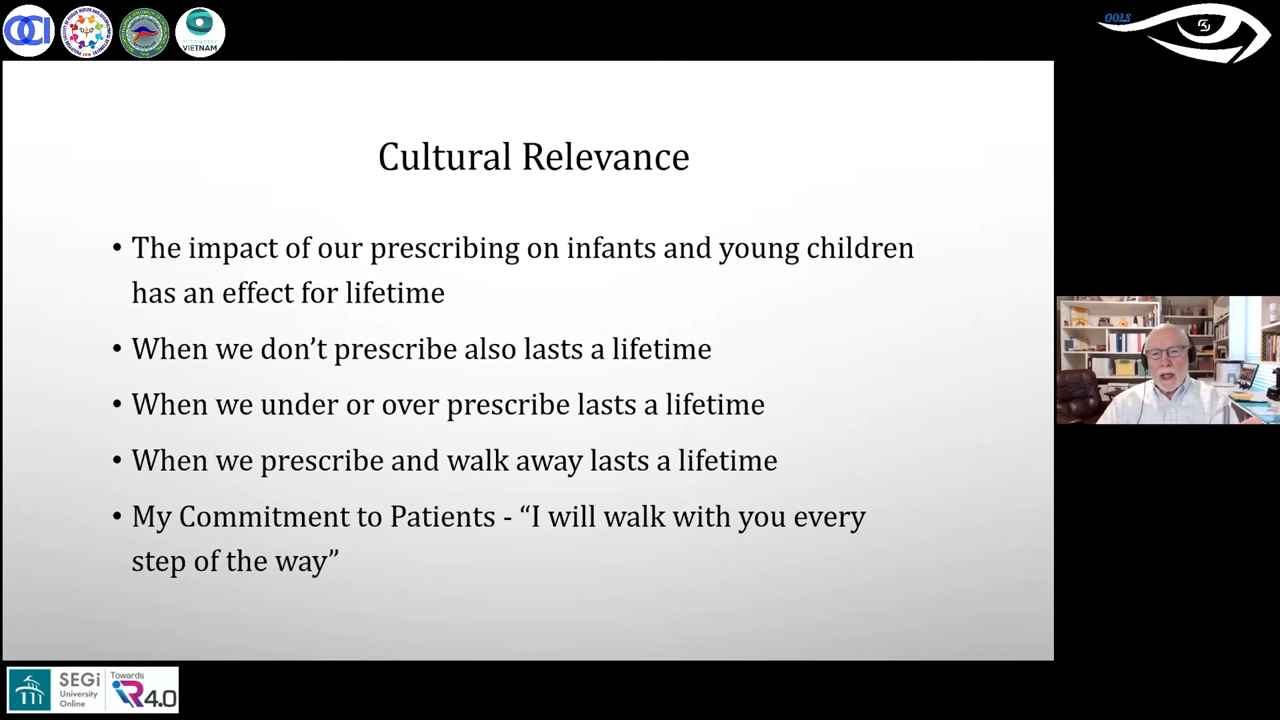 OCI
VIETNAM
OOLS
Cultural Relevance
• The impact of our prescribing on infants and young children
has an effect for lifetime
• When we don’t prescribe also lasts a lifetime
• When we under or over prescribe lasts a lifetime
• When we prescribe and walk away lasts a lifetime
• My Commitment to Patients - “I will walk with you every
step of the way”
SEGi
University
Online
Towards
iR4.0